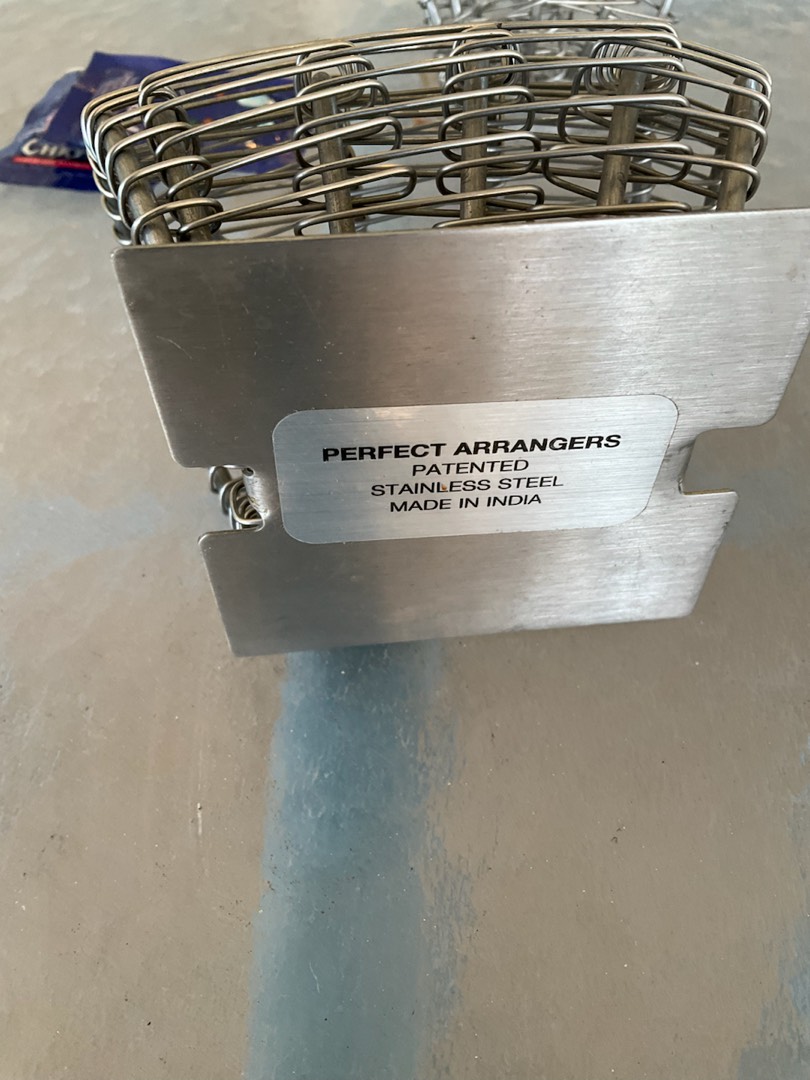 PERFECT ARRANGERS
PATENTED
STAINLESS STEEL
MADE IN INDIA